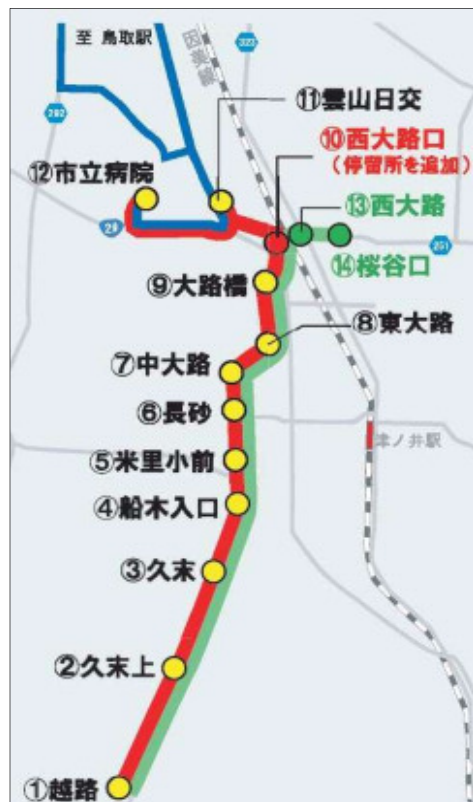 至 鳥取駅
323
因美線
292
⑪雲山日交
⑩西大路口
(停留所を追加)
⑫市立病院
⑬西大路
29
251
⑭桜谷口
⑨大路橋
⑧東大路
⑦中大路
⑥長砂
津ノ井駅
⑤米里小前
④船木入口
③久末
②久末上
①越路